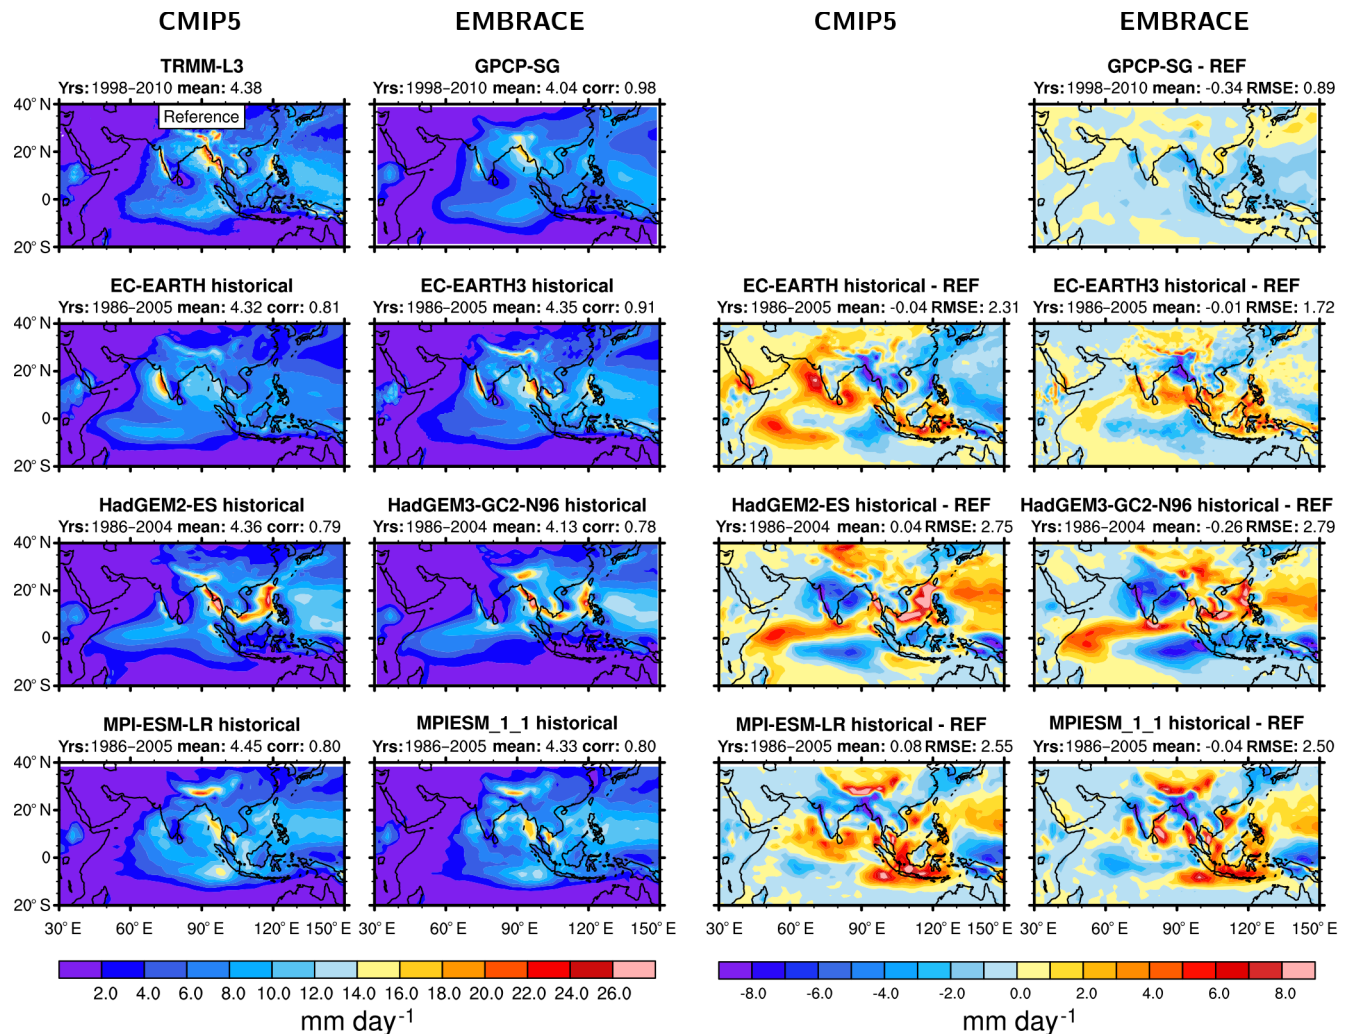 CMIP5 EMBRACE CMIP5 EMBRACE
TRMM-L3 GPCP-SG GPCP-SG - REF
Yrs: 1998-2010 mean: 4.38 Yrs: 1998-2010 mean: 4.04 corr: 0.98 Yrs: 1998-2010 mean: -0.34 RMSE: 0.89
40° N
Reference
20° N
0
20° S
EC-EARTH historical EC-EARTH3 historical EC-EARTH historical - REF EC-EARTH3 historical - REF
Yrs: 1986-2005 mean: 4.32 corr: 0.81 Yrs: 1986-2005 mean: 4.35 corr: 0.91 Yrs: 1986-2005 mean: -0.04 RMSE: 2.31 Yrs: 1986-2005 mean: -0.01 RMSE: 1.72
40° N
20° N
0
20° S
HadGEM2-ES historical HadGEM3-GC2-N96 historical HadGEM2-ES historical - REF HadGEM3-GC2-N96 historical - REF
Yrs: 1986-2004 mean: 4.36 corr: 0.79 Yrs: 1986-2004 mean: 4.13 corr: 0.78 Yrs: 1986-2004 mean: 0.04 RMSE: 2.75 Yrs: 1986-2004 mean: -0.26 RMSE: 2.79
40° N
20° N
0
20° S
MPI-ESM-LR historical MPIESM_1_1 historical MPI-ESM-LR historical - REF MPIESM_1_1 historical - REF
Yrs: 1986-2005 mean: 4.45 corr: 0.80 Yrs: 1986-2005 mean: 4.33 corr: 0.80 Yrs: 1986-2005 mean: 0.08 RMSE: 2.55 Yrs: 1986-2005 mean: -0.04 RMSE: 2.50
40° N
20° N
0
20° S
30° E 60° E 90° E 120° E 150° E 30° E 60° E 90° E 120° E 150° E 30° E 60° E 90° E 120° E 150° E 30° E 60° E 90° E 120° E 150° E
2.0 4.0 6.0 8.0 10.0 12.0 14.0 16.0 18.0 20.0 22.0 24.0 26.0 -8.0 -6.0 -4.0 -2.0 0.0 2.0 4.0 6.0 8.0
mm day⁻¹ mm day⁻¹